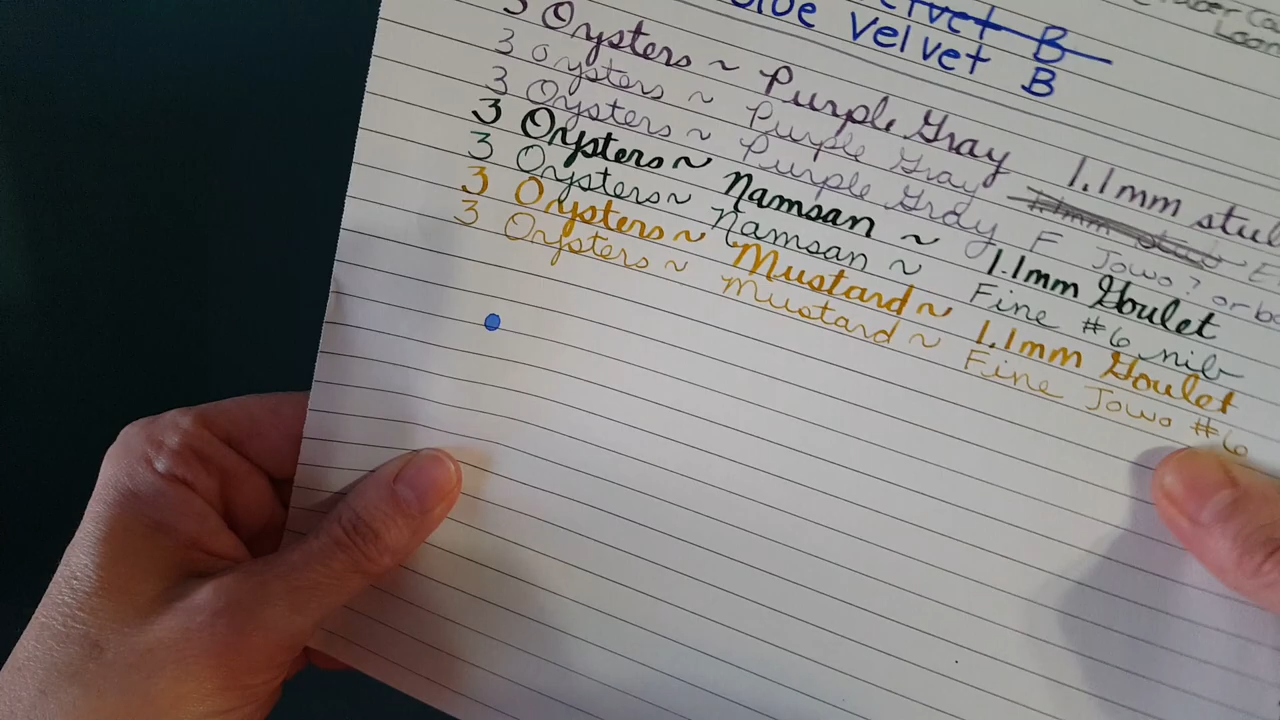 Velvet B
Blue Velvet B
3 Oysters ~ Purple Gray 1.1mm stub
3 Oysters ~ Purple Gray
3 Oysters ~ Purple Gray F Jowo? or
3 Oysters ~ Namsan ~ 1.1mm Goulet
3 Oysters ~ Namsan ~ Fine #6 nib
3 Oysters ~ Mustard ~ 1.1mm Goulet
3 Oysters ~ Mustard ~ Fine Jowo #6